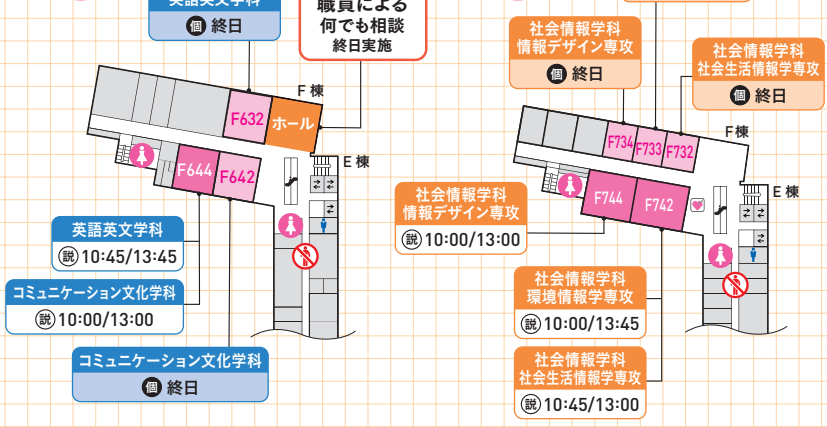 英語英文学科
個 終日
職員による
何でも相談
終日実施
F棟
F632
ホール
E棟
F644
F642
英語英文学科
説 10:45/13:45
コミュニケーション文化学科
説 10:00/13:00
コミュニケーション文化学科
個 終日
社会情報学科
情報デザイン専攻
個 終日
社会情報学科
社会生活情報学専攻
個 終日
F棟
F734
F733
F732
E棟
F744
F742
社会情報学科
情報デザイン専攻
説 10:00/13:00
社会情報学科
環境情報学専攻
説 10:00/13:45
社会情報学科
社会生活情報学専攻
説 10:45/13:00